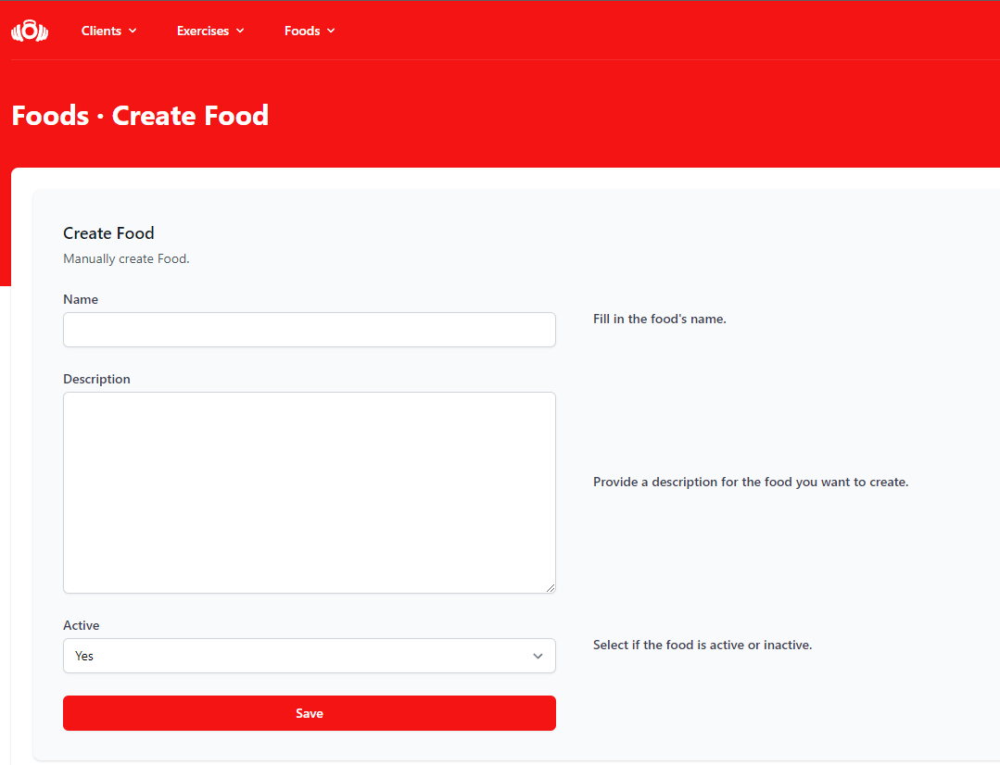 Clients Exercises Foods
Foods · Create Food
Create Food
Manually create Food.
Name
Fill in the food's name.
Description
Provide a description for the food you want to create.
Active
Yes
Select if the food is active or inactive.
Save